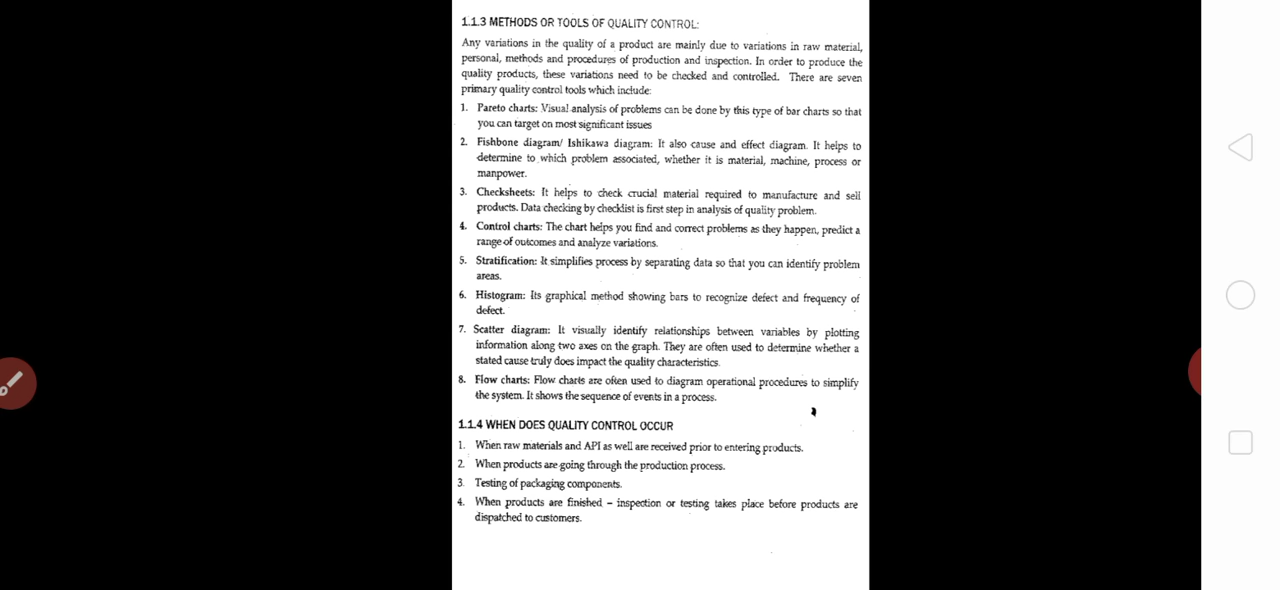 1.1.3 METHODS OR TOOLS OF QUALITY CONTROL:
Any variations in the quality of a product are mainly due to variations in raw material,
personal, methods and procedures of production and inspection. In order to produce the
quality products, these variations need to be checked and controlled. There are seven
primary quality control tools which include:
1. Pareto charts: Visual analysis of problems can be done by this type of bar charts so that
you can target on most significant issues
2. Fishbone diagram/ Ishikawa diagram: It also cause and effect diagram. It helps to
determine to which problem associated, whether it is material, machine, process or
manpower.
3. Checksheets: It helps to check crucial material required to manufacture and sell
products. Data checking by checklist is first step in analysis of quality problem.
4. Control charts: The chart helps you find and correct problems as they happen, predict a
range of outcomes and analyze variations.
5. Stratification: It simplifies process by separating data so that you can identify problem
areas.
6. Histogram: Its graphical method showing bars to recognize defect and frequency of
defect.
7. Scatter diagram: It visually identify relationships between variables by plotting
information along two axes on the graph. They are often used to determine whether a
stated cause truly does impact the quality characteristics.
8. Flow charts: Flow charts are often used to diagram operational procedures to simplify
the system. It shows the sequence of events in a process.
1.1.4 WHEN DOES QUALITY CONTROL OCCUR
1. When raw materials and API as well are received prior to entering products.
2. When products are going through the production process.
3. Testing of packaging components.
4. When products are finished – inspection or testing takes place before products are
dispatched to customers.